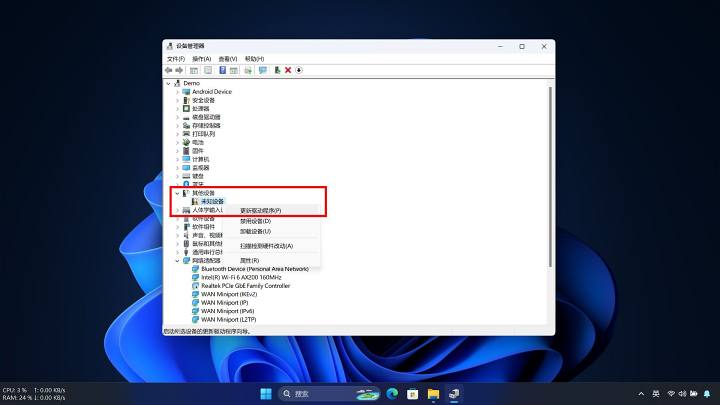 设备管理器
文件(F) 操作(A) 查看(V) 帮助(H)
Demo
Android Device
安全设备
处理器
磁盘驱动器
存储控制器
打印队列
电池
固件
计算机
监视器
键盘
蓝牙
其他设备
未知设备
人体学输入设
更新驱动程序(P)
禁用设备(D)
卸载设备(U)
扫描检测硬件改动(A)
属性(R)
软件设备
软件组件
声音、视频和
鼠标和其他指
通用串行总线
网络适配器
Bluetooth Device (Personal Area Network)
Intel(R) Wi-Fi 6 AX200 160MHz
Realtek PCIe GbE Family Controller
WAN Miniport (IKEv2)
WAN Miniport (IP)
WAN Miniport (IPv6)
WAN Miniport (L2TP)
启动所选设备的更新驱动程序向导。
CPU: 3 % ↑: 0.00 KB/s
RAM: 24 % ↓: 0.00 KB/s
搜索
英